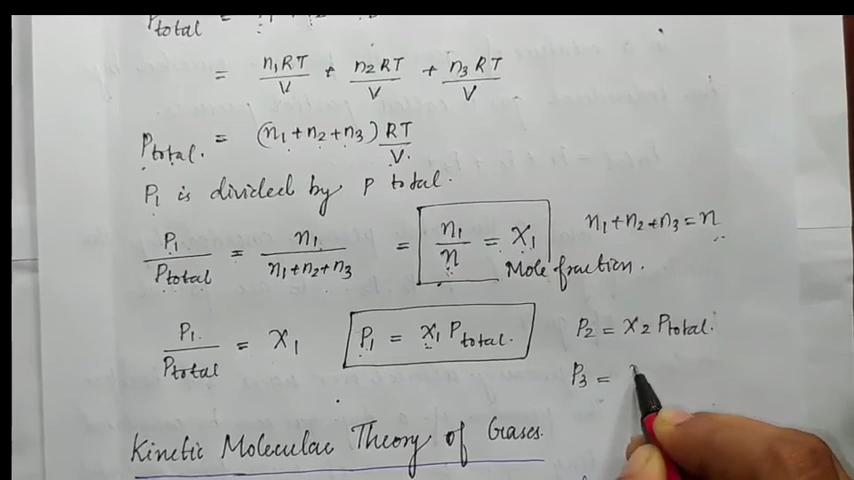 Ptotal =
= n1RT/V + n2RT/V + n3RT/V
Ptotal. = (n1+n2+n3) RT/V.
P1 is divided by P total.
P1/Ptotal = n1/n1+n2+n3 = n1/n = X1 n1+n2+n3 = n
Mole fraction.
P1/Ptotal = X1 P1 = X1 Ptotal. P2 = X2 Ptotal.
P3 =
Kinetic Molecular Theory of Gases.